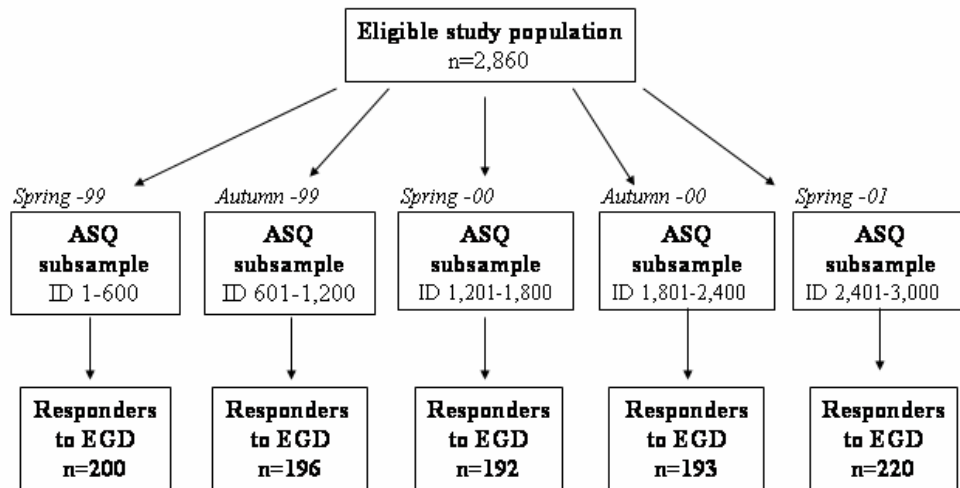 Eligible study population
n=2,860
Spring -99
Autumn -99
Spring -00
Autumn -00
Spring -01
ASQ
subsample
ID 1-600
ASQ
subsample
ID 601-1,200
ASQ
subsample
ID 1,201-1,800
ASQ
subsample
ID 1,801-2,400
ASQ
subsample
ID 2,401-3,000
Responders
to EGD
n=200
Responders
to EGD
n=196
Responders
to EGD
n=192
Responders
to EGD
n=193
Responders
to EGD
n=220